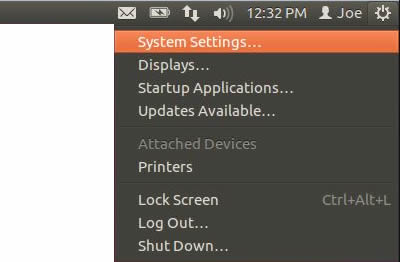 12:32 PM Joe
System Settings...
Displays...
Startup Applications...
Updates Available...
Attached Devices
Printers
Lock Screen Ctrl+Alt+L
Log Out...
Shut Down...